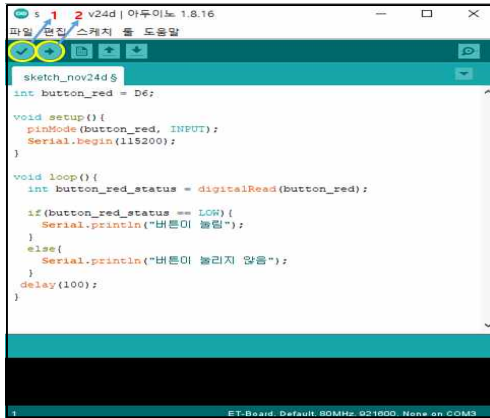 s 1 2 v24d | 아두이노 1.8.16
파일 편집 스케치 툴 도움말
sketch_nov24d §
int button_red = D6;
void setup(){
pinMode(button_red, INPUT);
Serial.begin(115200);
}
void loop(){
int button_red_status = digitalRead(button_red);
if(button_red_status == LOW){
Serial.println("버튼이 눌림");
}
else{
Serial.println("버튼이 눌리지 않음");
}
delay(100);
}
1 ET-Board, Default, 80MHz, 921600, None on COM3